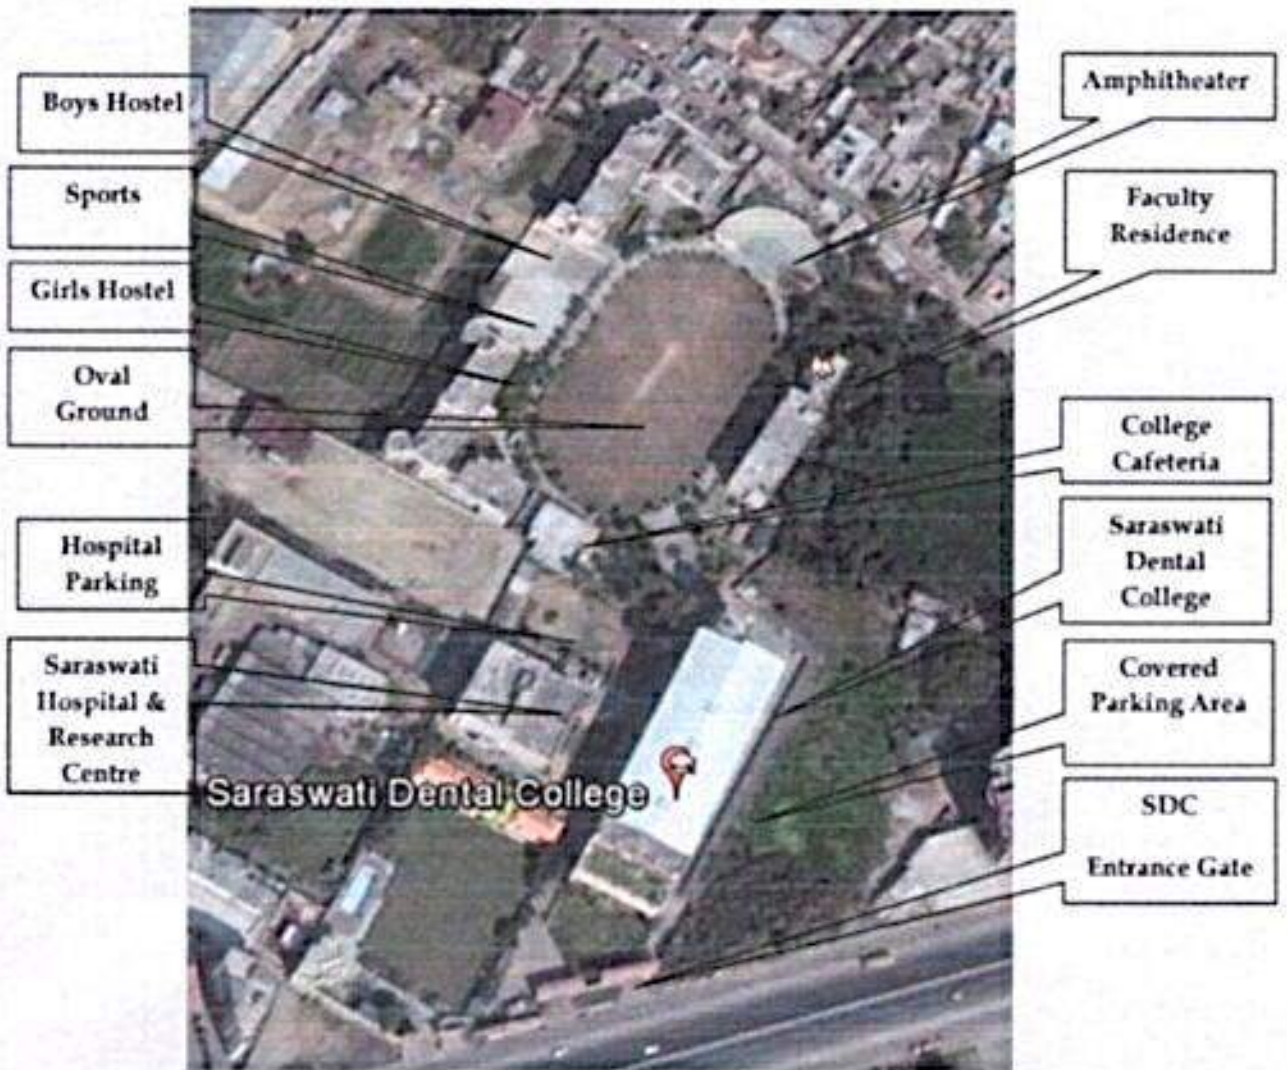 Boys Hostel
Sports
Girls Hostel
Oval
Ground
Hospital
Parking
Saraswati
Hospital &
Research
Centre
Saraswati Dental College
Amphitheater
Faculty
Residence
College
Cafeteria
Saraswati
Dental
College
Covered
Parking Area
SDC
Entrance Gate